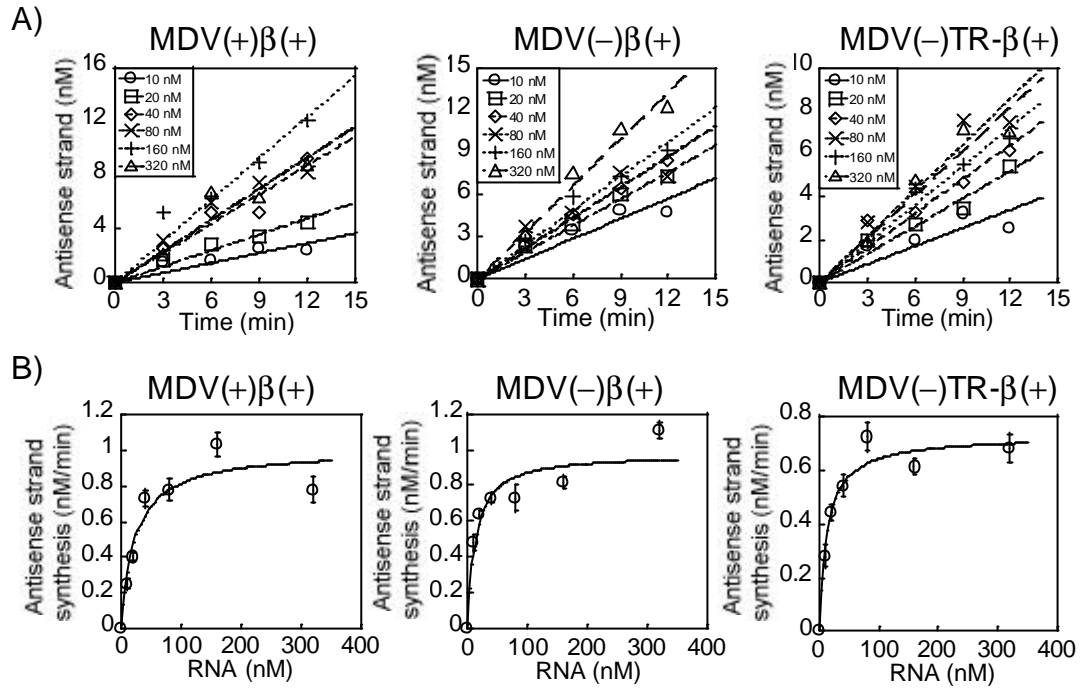 A)
MDV(+)β(+)
MDV(−)β(+)
MDV(−)TR-β(+)
Antisense strand (nM)
16
12
8
4
0
10 nM
20 nM
40 nM
80 nM
160 nM
320 nM
0 3 6 9 12 15
Time (min)
Antisense strand (nM)
15
12
9
6
3
0
10 nM
20 nM
40 nM
80 nM
160 nM
320 nM
0 3 6 9 12 15
Time (min)
Antisense strand (nM)
10
8
6
4
2
0
10 nM
20 nM
40 nM
80 nM
160 nM
320 nM
0 3 6 9 12 15
Time (min)
B)
MDV(+)β(+)
MDV(−)β(+)
MDV(−)TR-β(+)
Antisense strand
synthesis (nM/min)
1.2
1
0.8
0.6
0.4
0.2
0
0 100 200 300 400
RNA (nM)
Antisense strand
synthesis (nM/min)
1.2
1
0.8
0.6
0.4
0.2
0
0 100 200 300 400
RNA (nM)
Antisense strand
synthesis (nM/min)
0.8
0.6
0.4
0.2
0
0 100 200 300 400
RNA (nM)